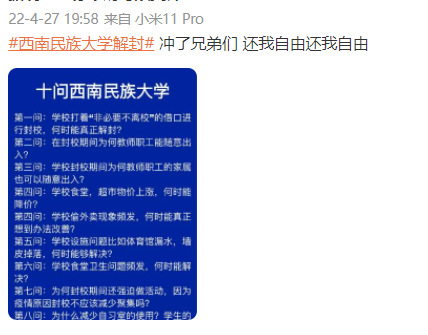 22-4-27 19:58 来自 小米11 Pro
#西南民族大学解封# 冲了兄弟们 还我自由还我自由
十问西南民族大学
第一问：学校打着“非必要不离校”的借口进
行封校，何时能真正解封？
第二问：在封校期间为何教师职工能随意出
入？
第三问：学校封校期间为何教师职工的家属
也可以随意出入？
第四问：学校食堂，超市物价上涨，何时能
降价？
第四问：学校偷外卖现象频发，何时能真正
想到办法改善？
第五问：学校设施问题比如体育馆漏水，墙
皮掉落，何时能够解决？
第六问：学校食堂卫生问题频发，何时能解
决？
第七问：为何封校期间还强迫做活动，因为
疫情原因封校不应该减少聚集吗？
第八问：为什么减少自习室的使用？学生的